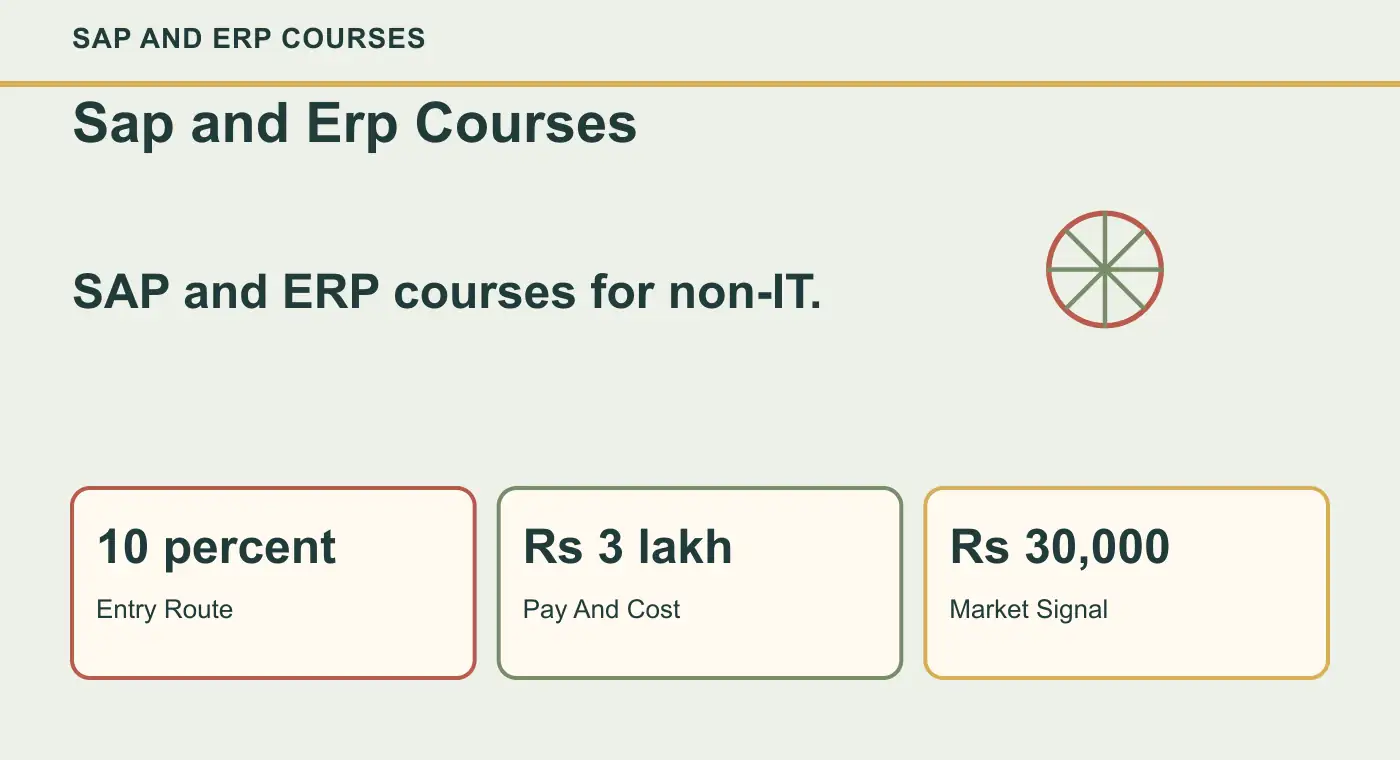 SAP AND ERP COURSES
Sap and Erp Courses
SAP and ERP courses for non-IT.
10 percent
Entry Route
Rs 3 lakh
Pay And Cost
Rs 30,000
Market Signal